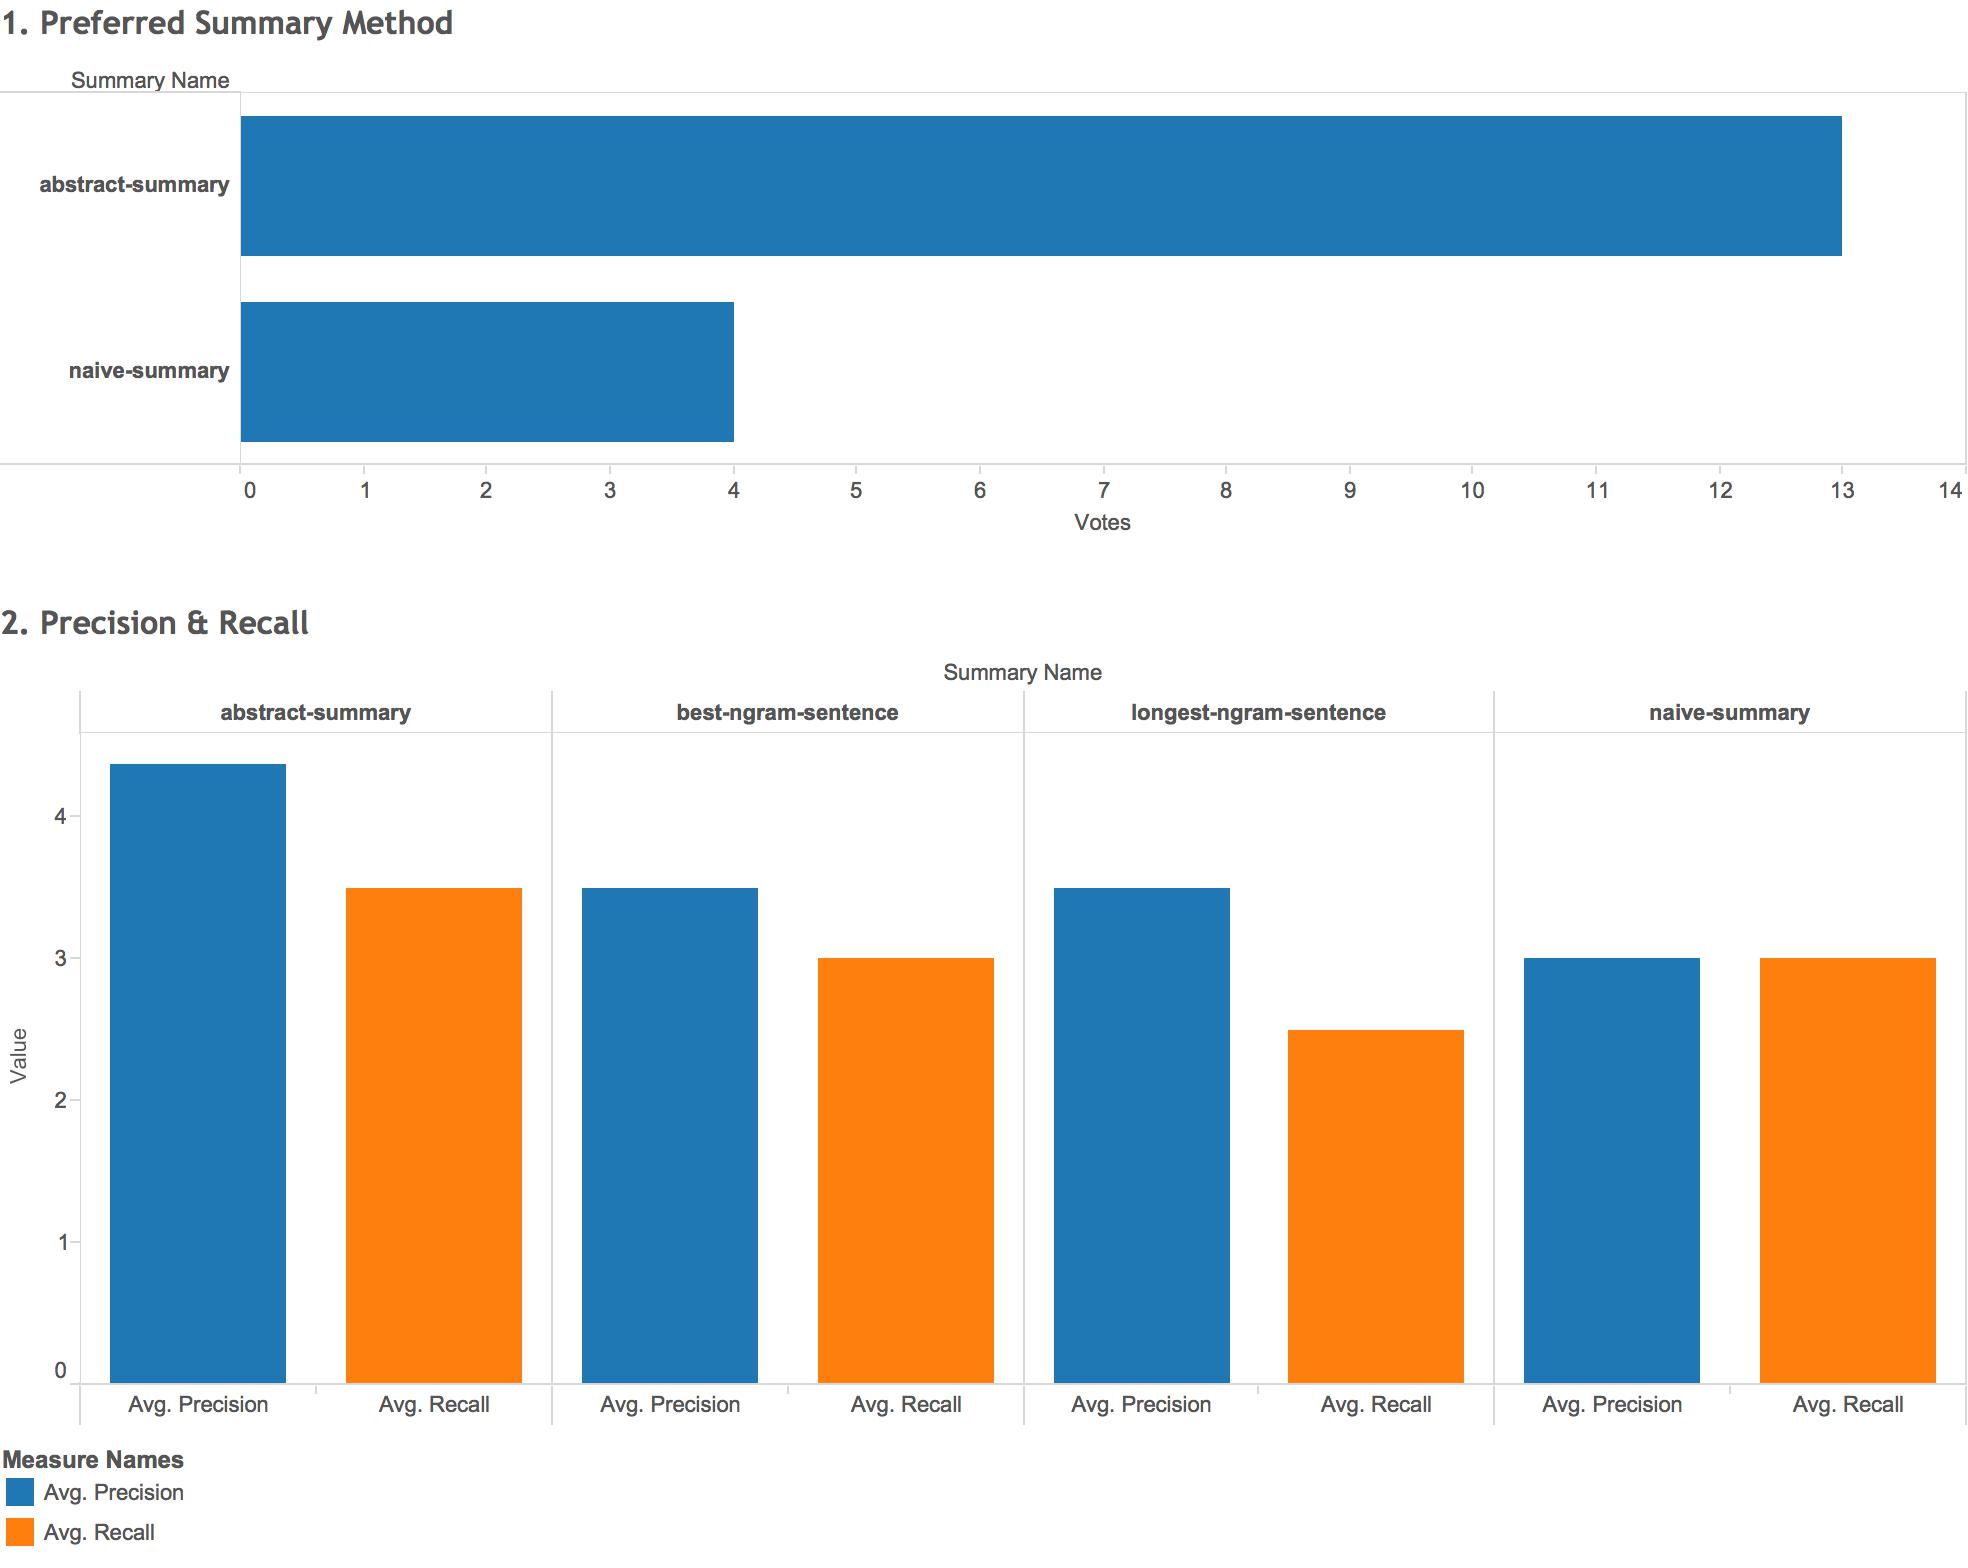 1. Preferred Summary Method
Summary Name
abstract-summary
naive-summary
0 1 2 3 4 5 6 7 8 9 10 11 12 13 14
Votes
2. Precision & Recall
Summary Name
abstract-summary best-ngram-sentence longest-ngram-sentence naive-summary
4
3
Value
2
1
0
Avg. Precision Avg. Recall Avg. Precision Avg. Recall Avg. Precision Avg. Recall Avg. Precision Avg. Recall
Measure Names
Avg. Precision
Avg. Recall